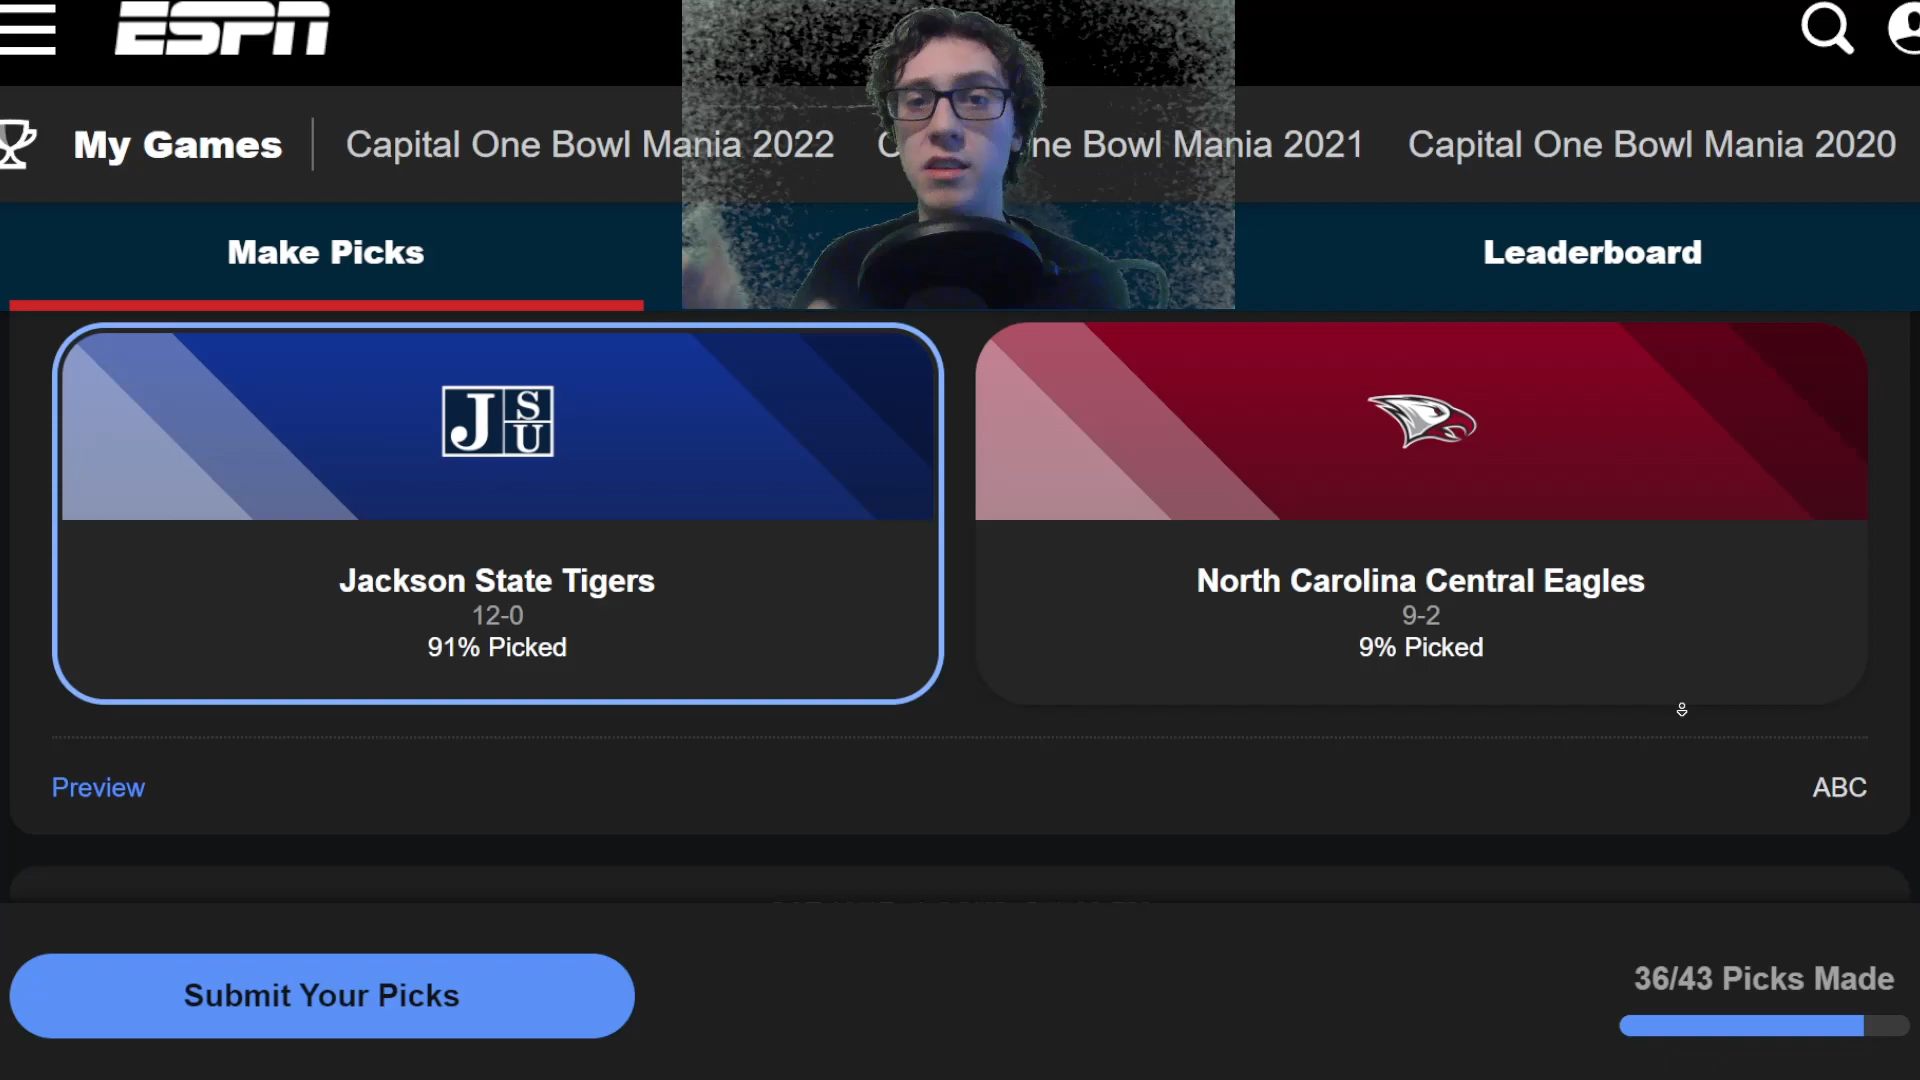 ESPN
My Games
Capital One Bowl Mania 2022
ne Bowl Mania 2021
Capital One Bowl Mania 2020
Make Picks
Leaderboard
J
S
U
Jackson State Tigers
12-0
91% Picked
North Carolina Central Eagles
9-2
9% Picked
Preview
ABC
Submit Your Picks
36/43 Picks Made